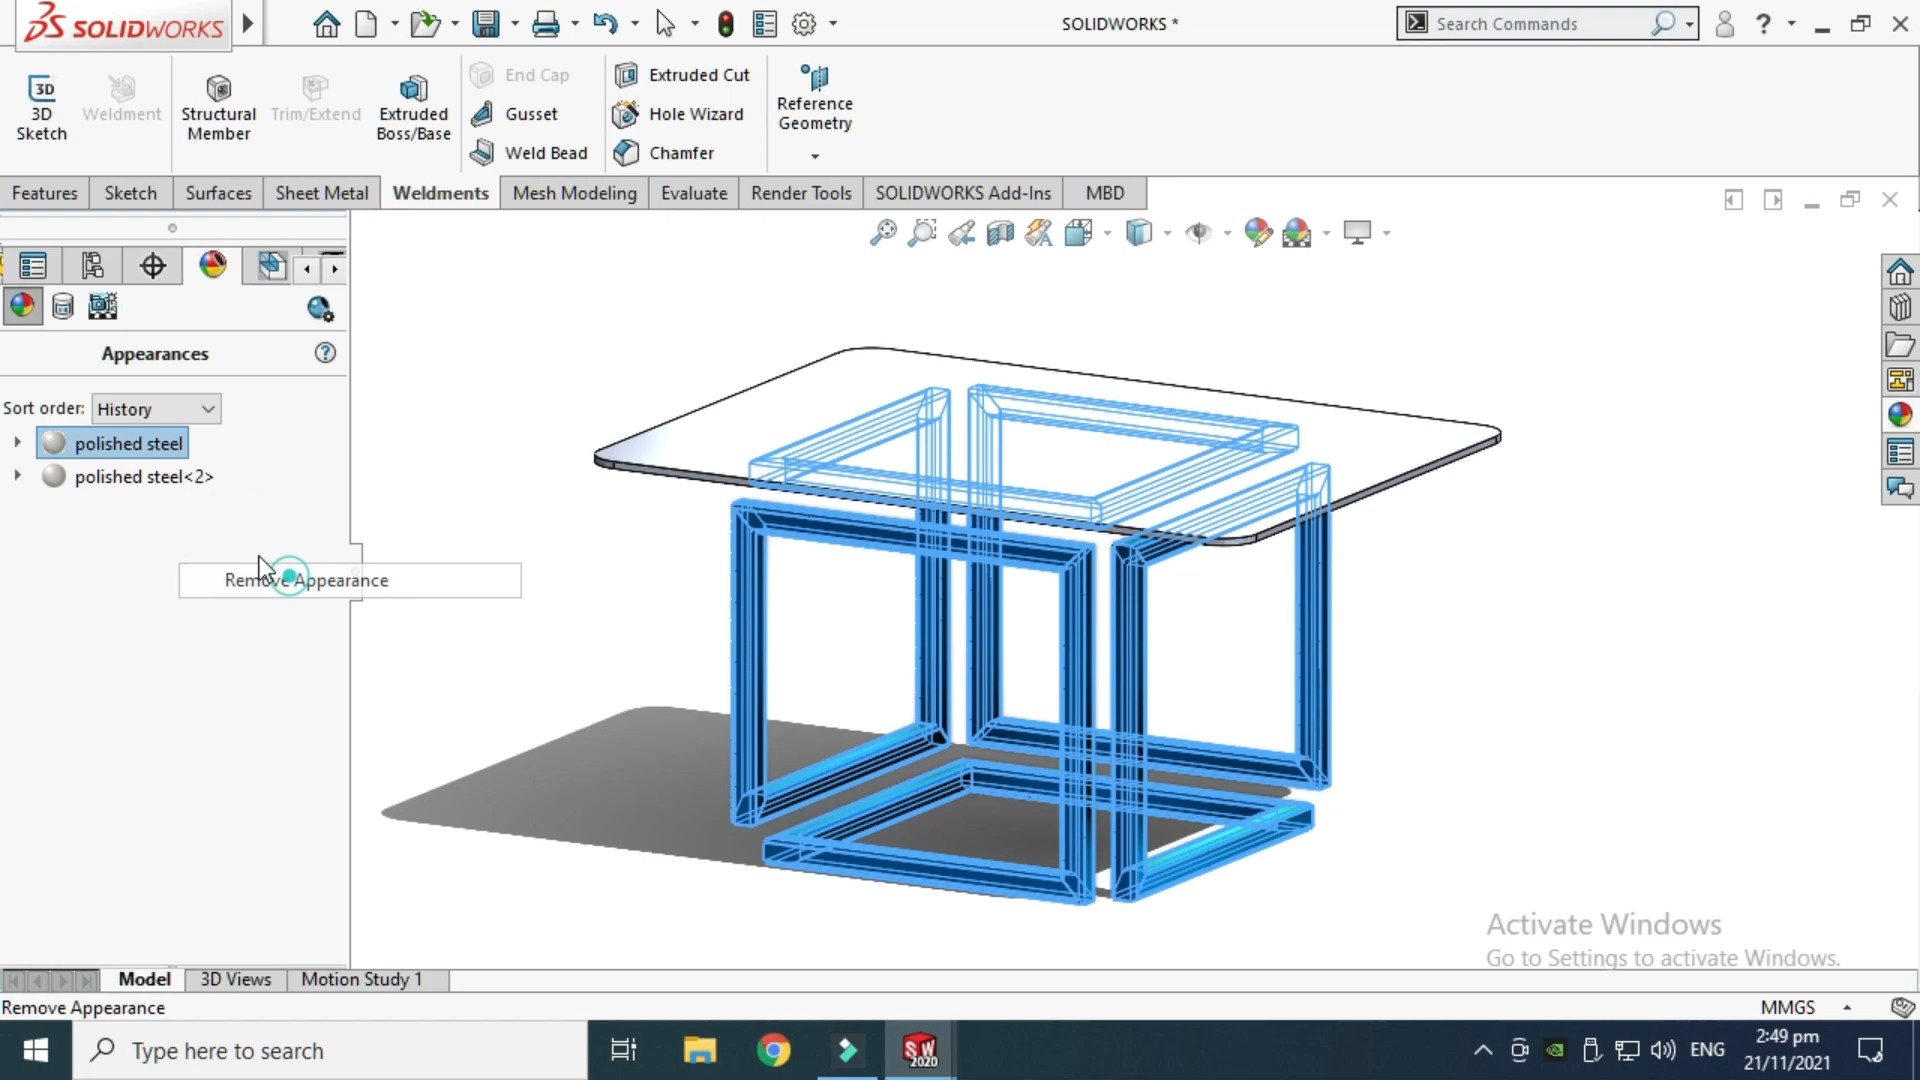 SOLIDWORKS
SOLIDWORKS *
Search Commands
3D
3D
Sketch
Weldment
Structural
Member
Trim/Extend
Extruded
Boss/Base
End Cap
Gusset
Weld Bead
Extruded Cut
Hole Wizard
Chamfer
Reference
Geometry
Features
Sketch
Surfaces
Sheet Metal
Weldments
Mesh Modeling
Evaluate
Render Tools
SOLIDWORKS Add-Ins
MBD
Appearances
Sort order: History
polished steel
polished steel<2>
Remove Appearance
Activate Windows
Go to Settings to activate Windows.
Model
3D Views
Motion Study 1
Remove Appearance
MMGS
Type here to search
SW
2020
ENG
2:49 pm
21/11/2021